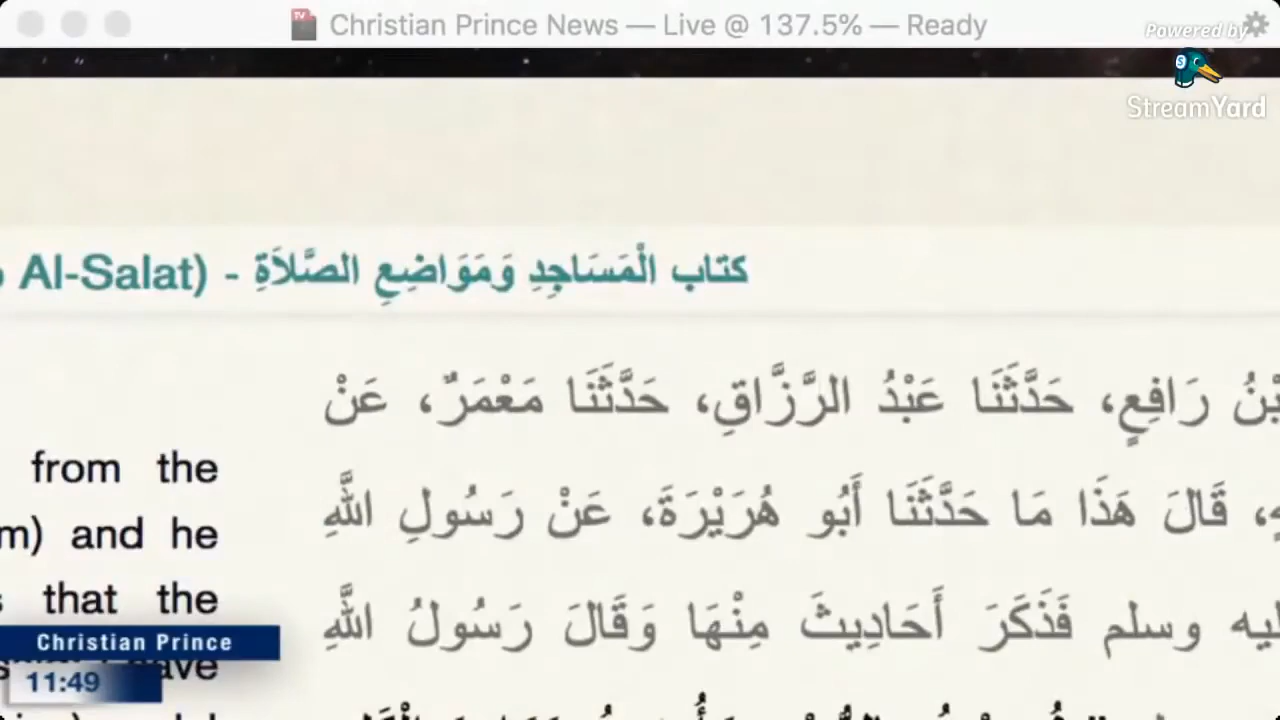 Christian Prince News — Live @ 137.5% — Ready
Powered by
StreamYard
Al-Salat) - كتاب الْمَسَاجِدِ وَمَوَاضِعِ الصَّلاَةِ
بْنُ رَافِعٍ، حَدَّثَنَا عَبْدُ الرَّزَّاقِ، حَدَّثَنَا مَعْمَرٌ، عَنْ
قَالَ هَذَا مَا حَدَّثَنَا أَبُو هُرَيْرَةَ، عَنْ رَسُولِ اللَّهِ
ليه وسلم فَذَكَرَ أَحَادِيثَ مِنْهَا وَقَالَ رَسُولُ اللَّهِ
from the
m) and he
s that the
Christian Prince
11:49